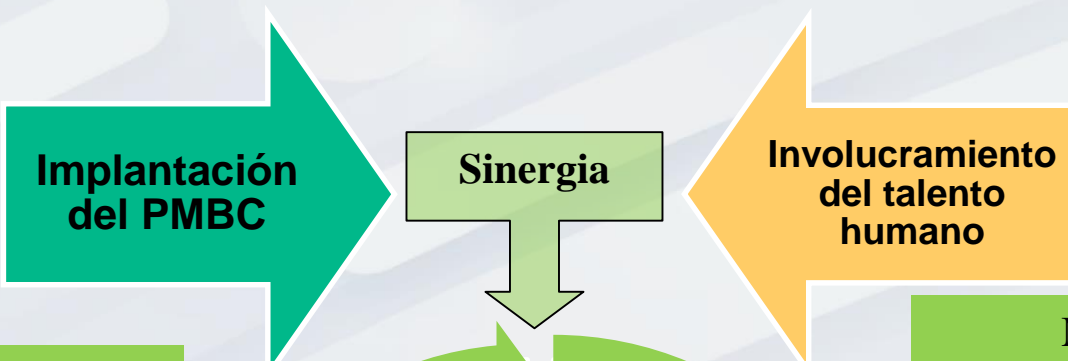 Implantación
del PMBC
Sinergia
Involucramiento
del talento
humano